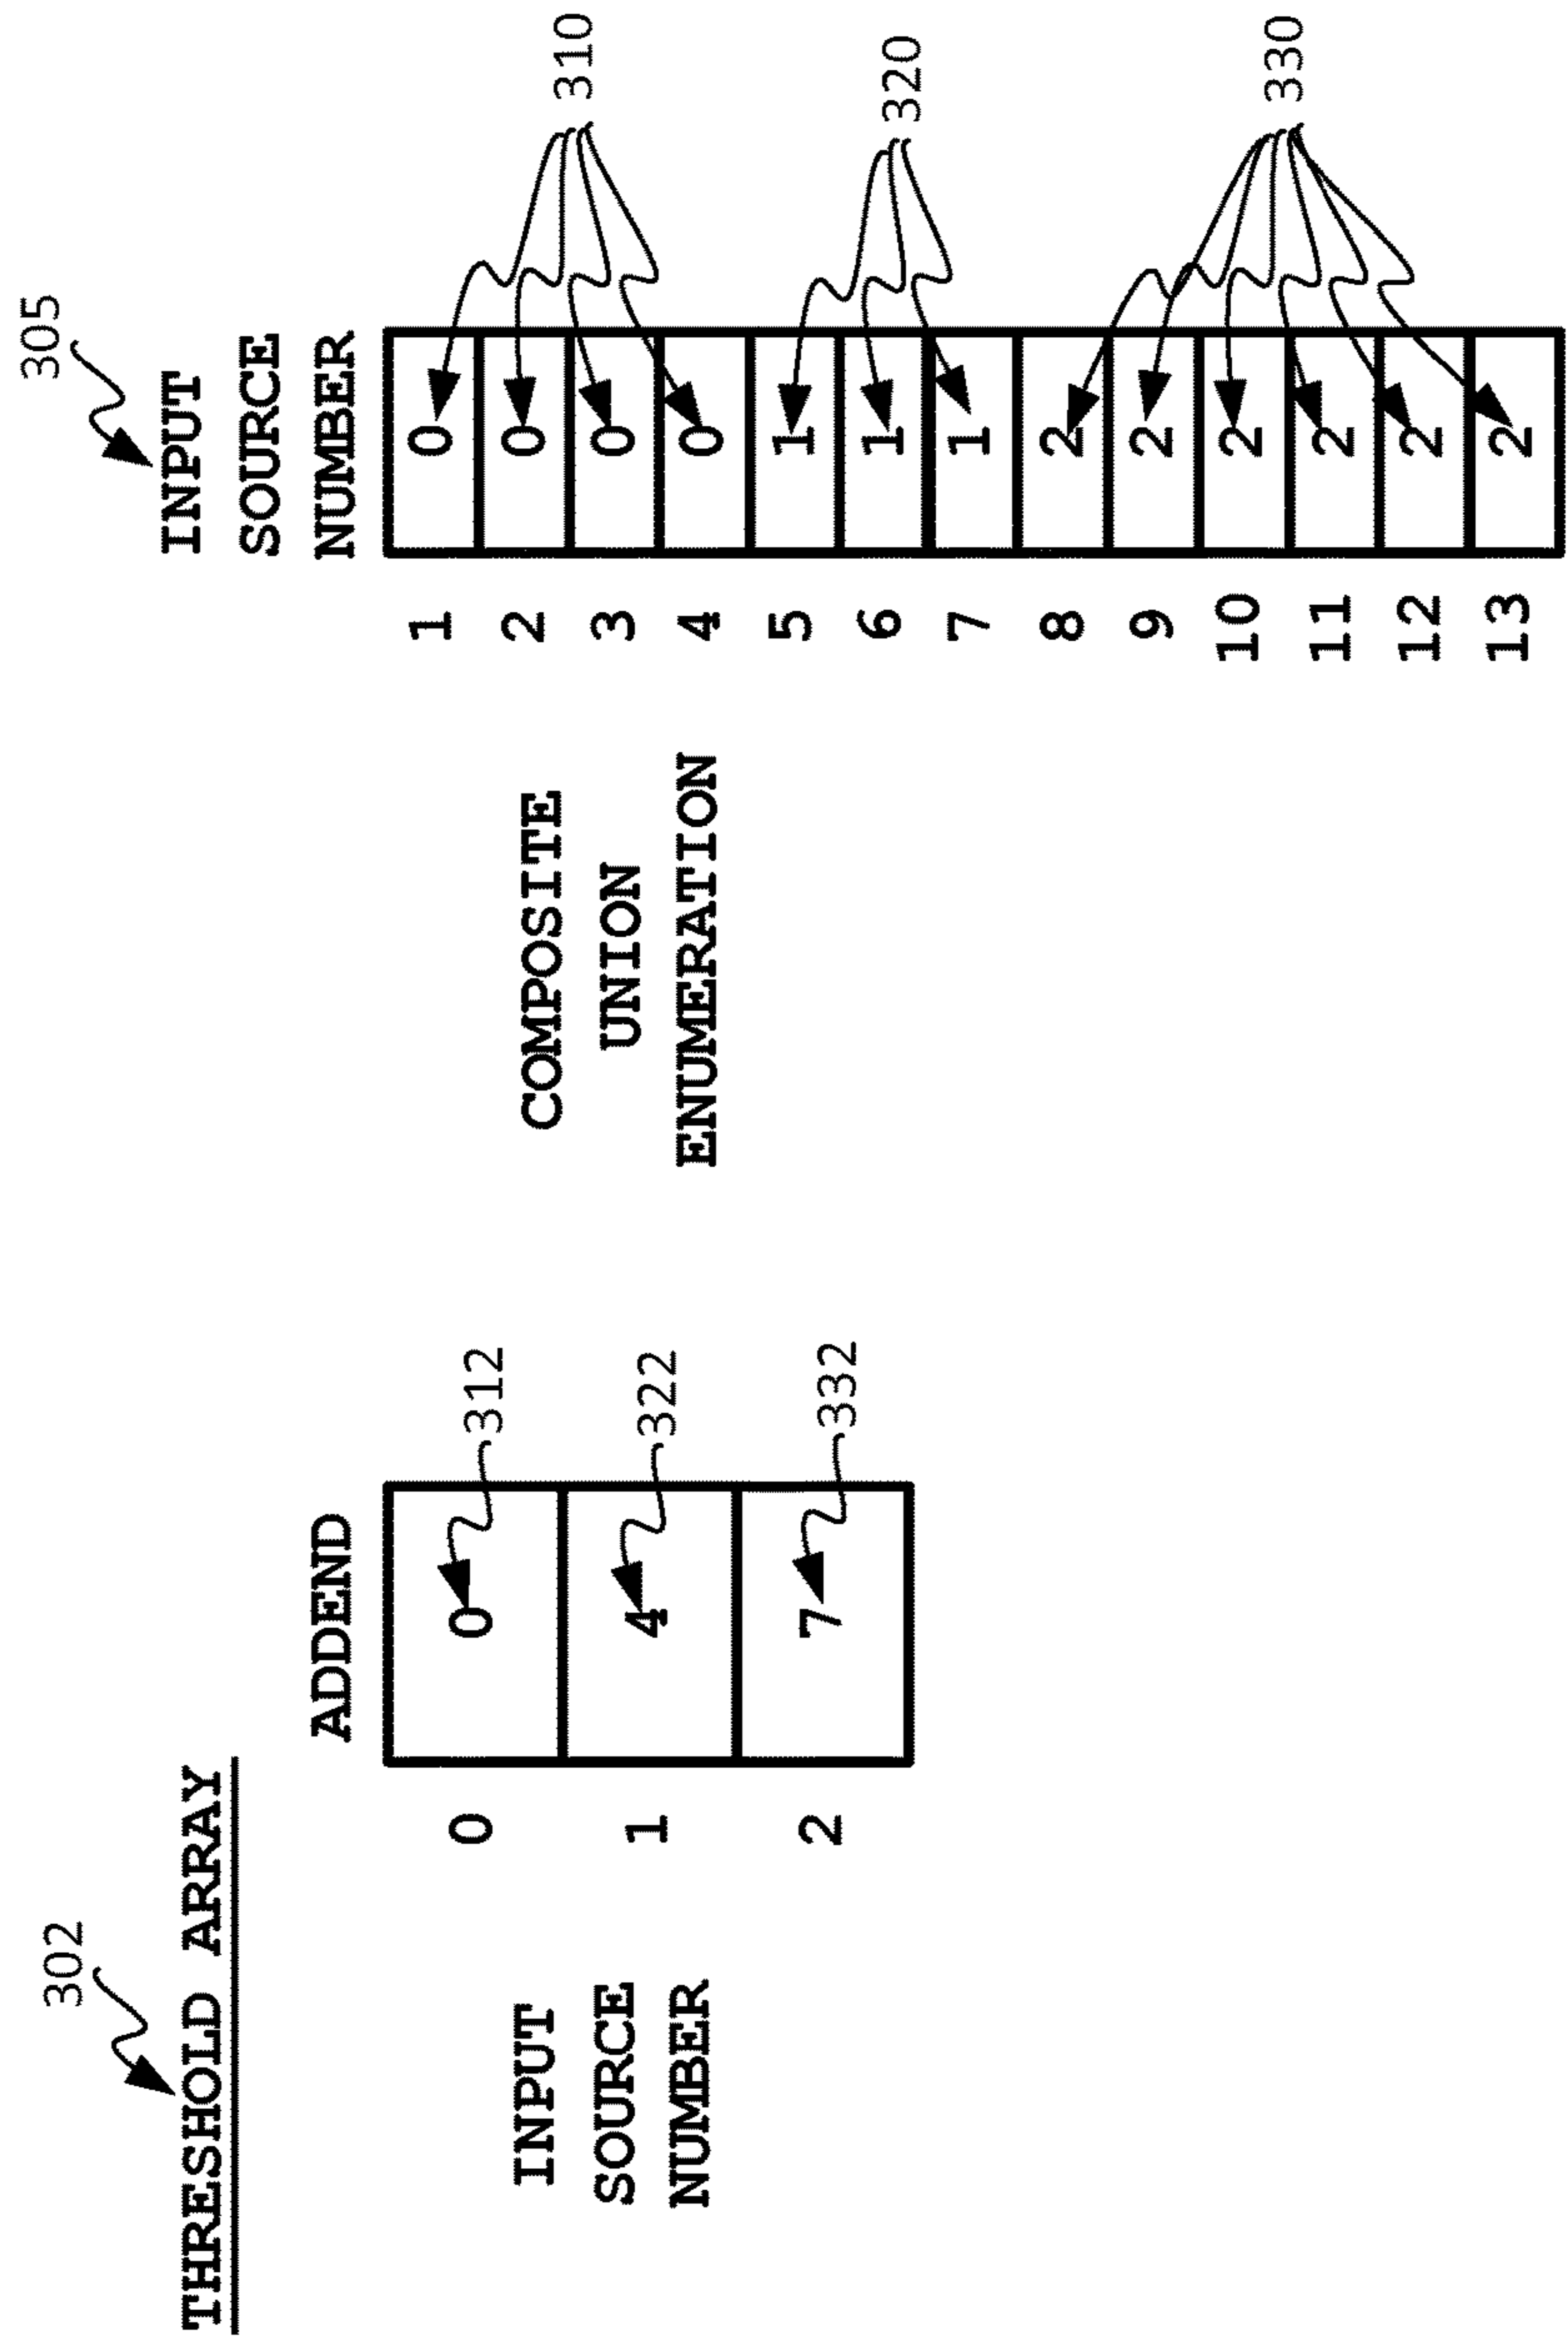 302
THRESHOLD ARRAY
ADDEND
INPUT
SOURCE
NUMBER
0 0 312
1 4 322
2 7 332
305
INPUT
SOURCE
NUMBER
COMPOSITE
UNION
ENUMERATION
1 0
2 0
3 0
4 0
310
5 1
6 1
7 1
320
8 2
9 2
10 2
11 2
12 2
13 2
330